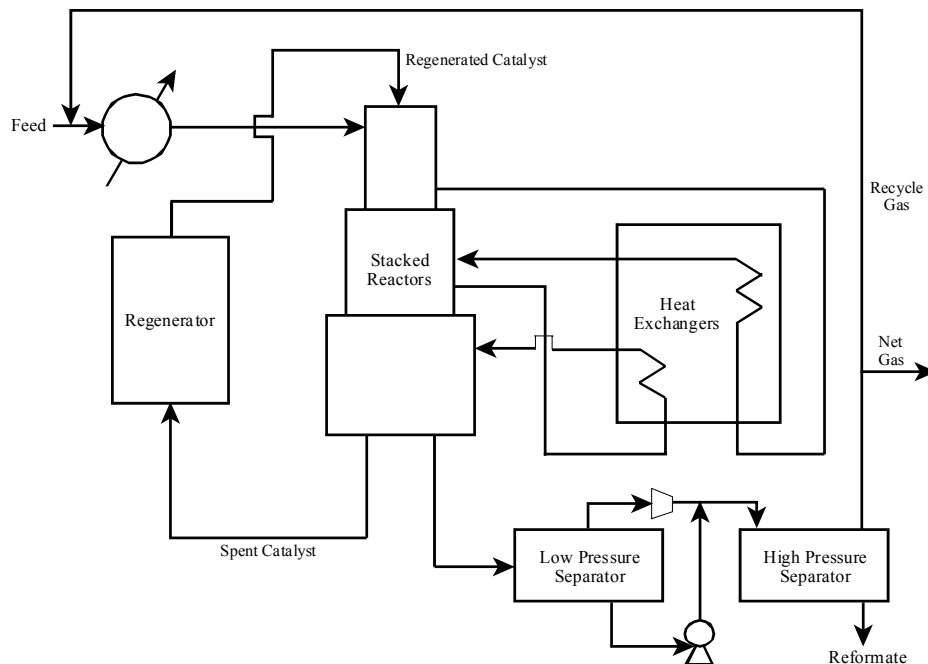 Regenerated Catalyst
Feed
Recycle
Gas
Stacked
Reactors
Regenerator
Heat
Exchangers
Net
Gas
Spent Catalyst
Low Pressure
Separator
High Pressure
Separator
Reformate